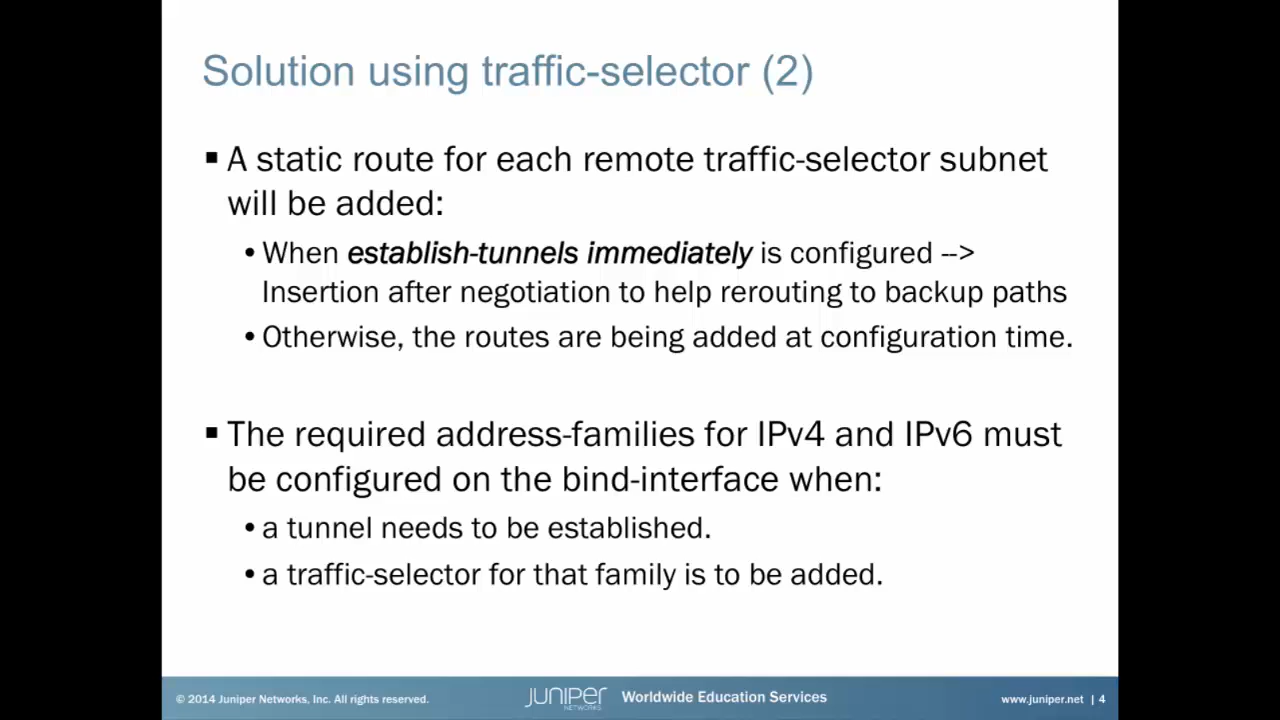 Solution using traffic-selector (2)
▪ A static route for each remote traffic-selector subnet
will be added:
• When establish-tunnels immediately is configured -->
Insertion after negotiation to help rerouting to backup paths
• Otherwise, the routes are being added at configuration time.
▪ The required address-families for IPv4 and IPv6 must
be configured on the bind-interface when:
• a tunnel needs to be established.
• a traffic-selector for that family is to be added.
© 2014 Juniper Networks, Inc. All rights reserved.
JUNIPER
NETWORKS
Worldwide Education Services
www.juniper.net | 4